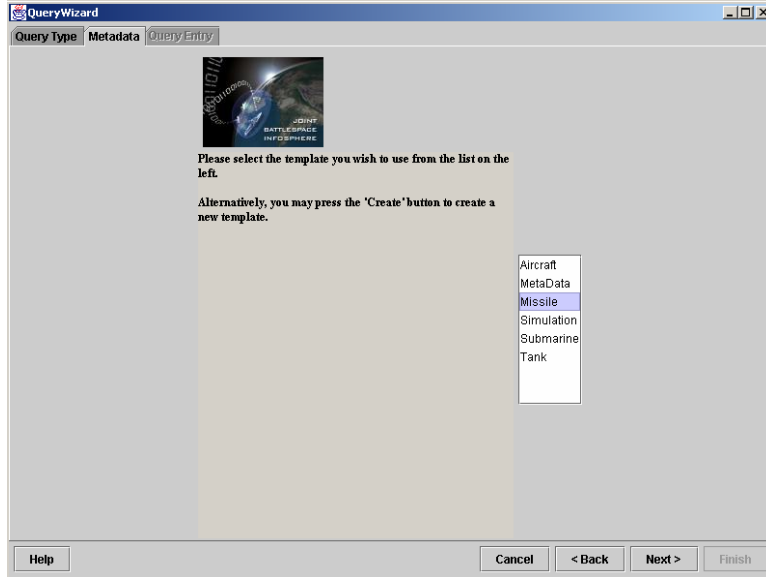 QueryWizard
Query Type Metadata Query Entry
JOINT
BATTLESPACE
INFOSPHERE
Please select the template you wish to use from the list on the
left.
Alternatively, you may press the 'Create' button to create a
new template.
Aircraft
MetaData
Missile
Simulation
Submarine
Tank
Help Cancel < Back Next > Finish